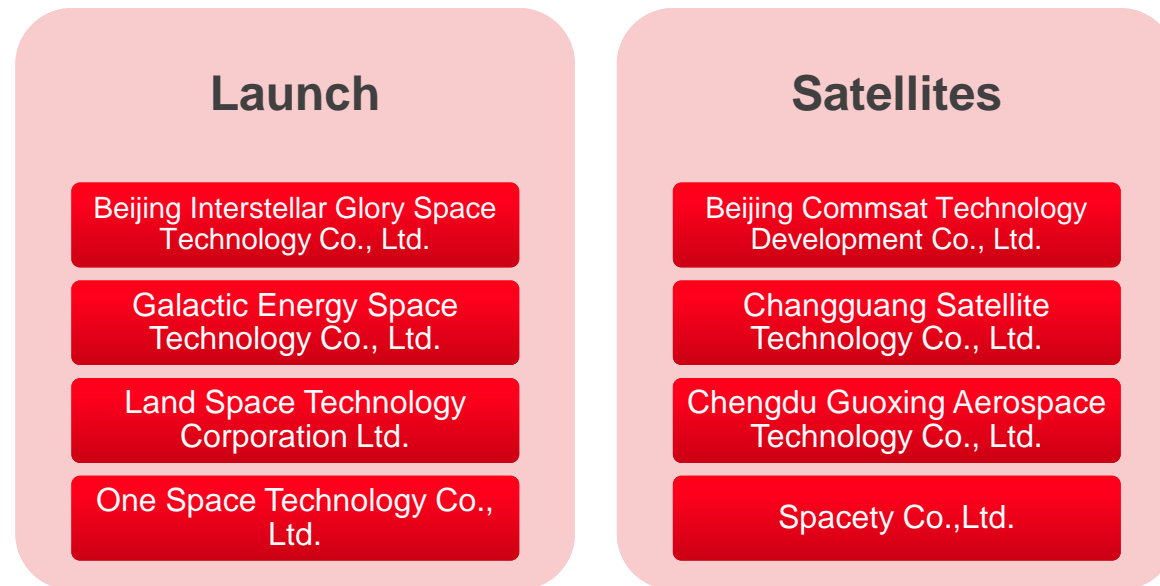 Launch
Beijing Interstellar Glory Space
Technology Co., Ltd.
Galactic Energy Space
Technology Co., Ltd.
Land Space Technology
Corporation Ltd.
One Space Technology Co.,
Ltd.
Satellites
Beijing Commsat Technology
Development Co., Ltd.
Changguang Satellite
Technology Co., Ltd.
Chengdu Guoxing Aerospace
Technology Co., Ltd.
Spacety Co.,Ltd.